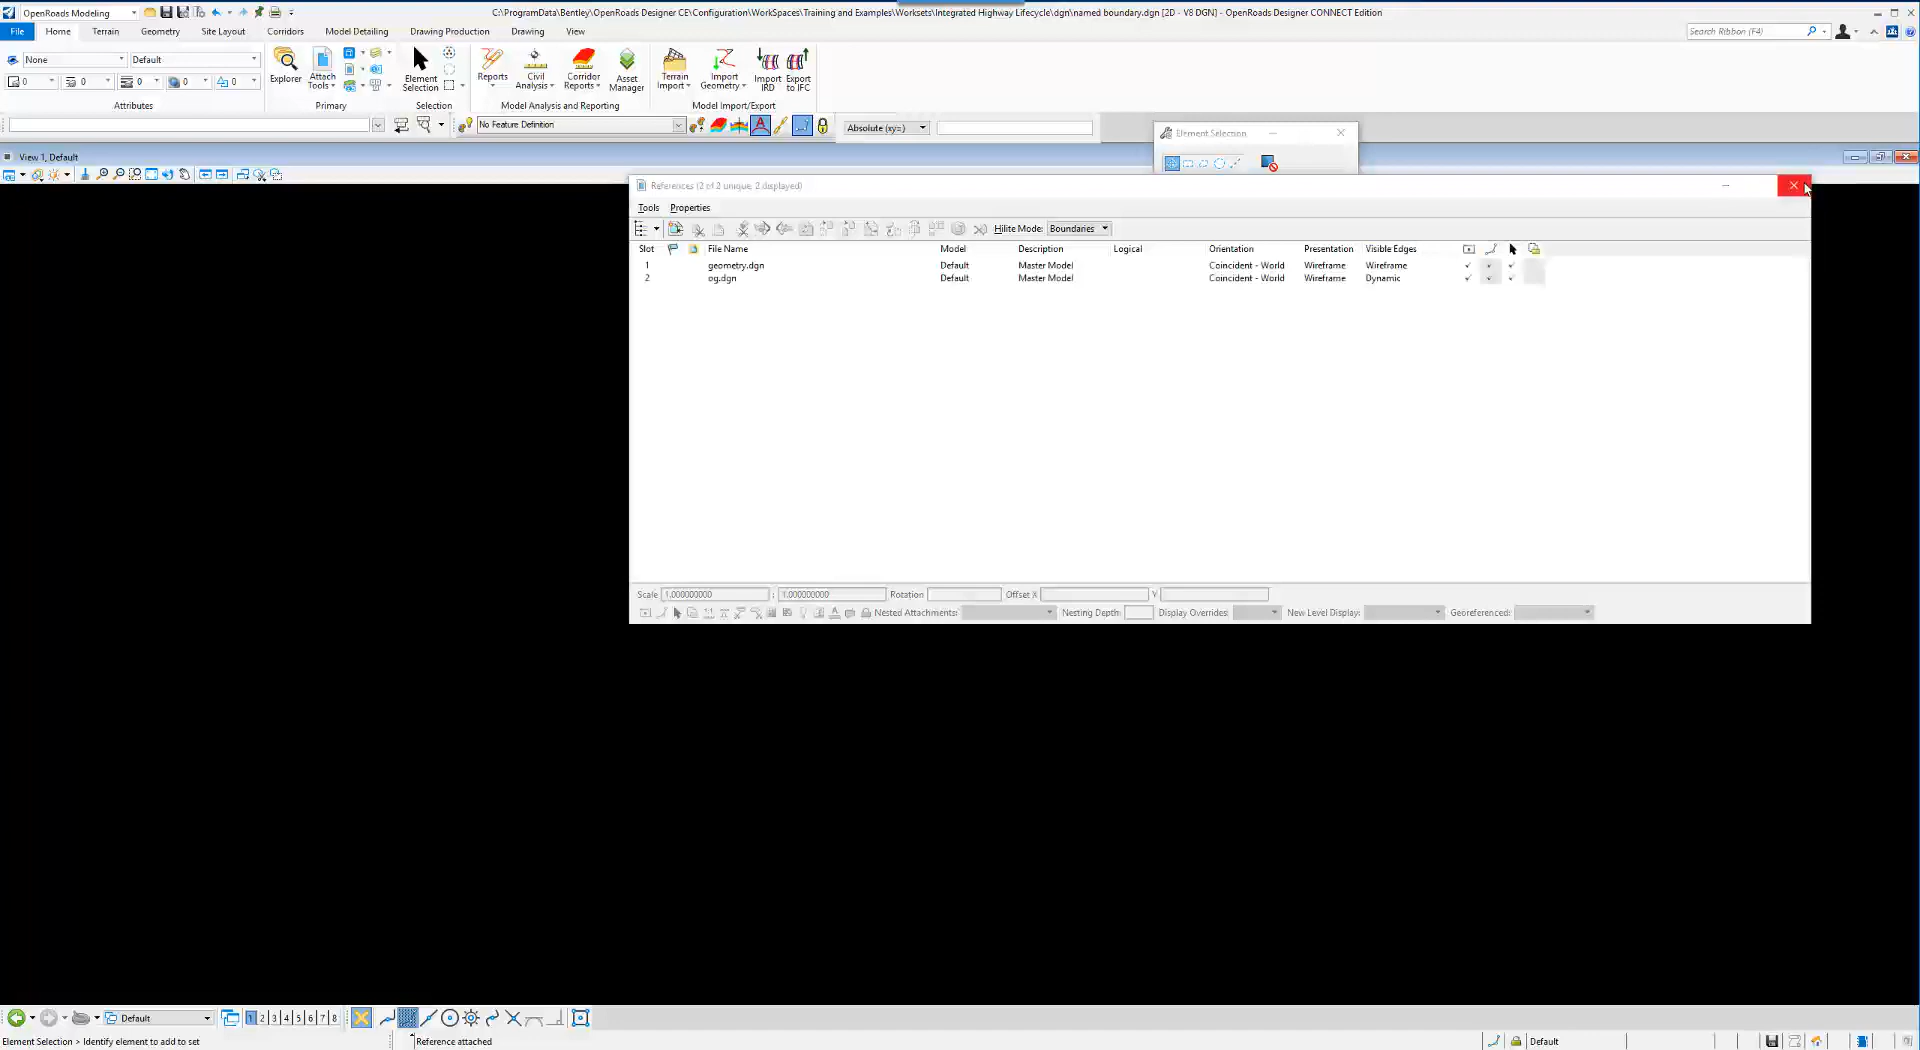 OpenRoads Modeling
C:\ProgramData\Bentley\OpenRoads Designer CE\Configuration\WorkSpaces\Training and Examples\Worksets\Integrated Highway Lifecycle\dgn\named boundary.dgn [2D - V8 DGN] - OpenRoads Designer CONNECT Edition
File Home Terrain Geometry Site Layout Corridors Model Detailing Drawing Production Drawing View Search Ribbon (F4)
None Default
0 0 0 0 0
Explorer Attach Tools Element Selection Reports Civil Analysis Corridor Reports Asset Manager Terrain Import Import Geometry Import IRD Export to IFC
Attributes Primary Selection Model Analysis and Reporting Model Import/Export
No Feature Definition Absolute (xy=) Element Selection
View 1, Default
References (2 of 2 unique, 2 displayed)
Tools Properties
Hilite Mode: Boundaries
Slot File Name Model Description Logical Orientation Presentation Visible Edges
1 geometry.dgn Default Master Model Coincident - World Wireframe Wireframe
2 og.dgn Default Master Model Coincident - World Wireframe Dynamic
Scale 1.000000000 : 1.000000000 Rotation Offset X Y
1:1 Nested Attachments: Nesting Depth: Display Overrides: New Level Display: Georeferenced:
Default 1 2 3 4 5 6 7 8
Element Selection > Identify element to add to set Reference attached Default